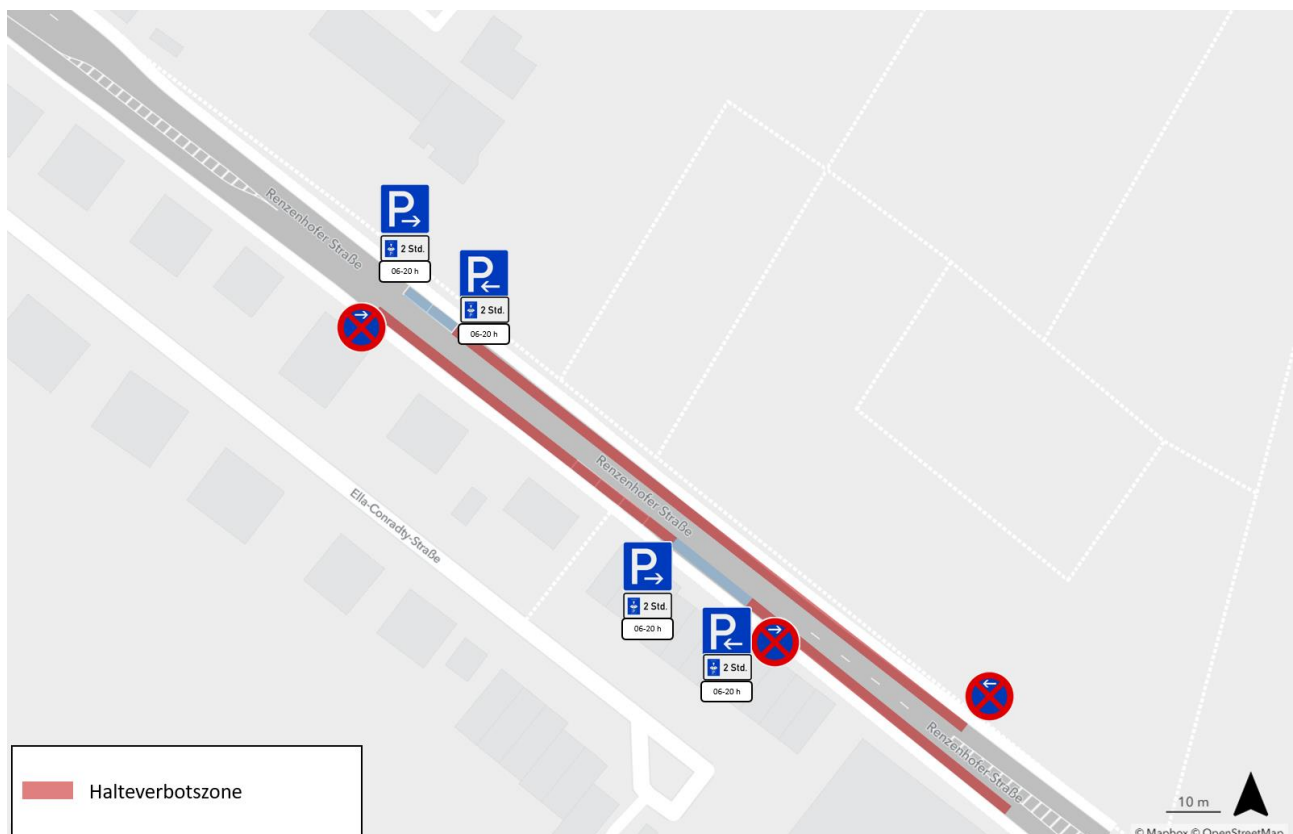 Renzenhofer Straße
P
2 Std.
06-20 h
P
2 Std.
06-20 h
Renzenhofer Straße
Ella-Conradty-Straße
P
2 Std.
06-20 h
P
2 Std.
06-20 h
Renzenhofer Straße
Halteverbotszone
10 m
© Mapbox © OpenStreetMap